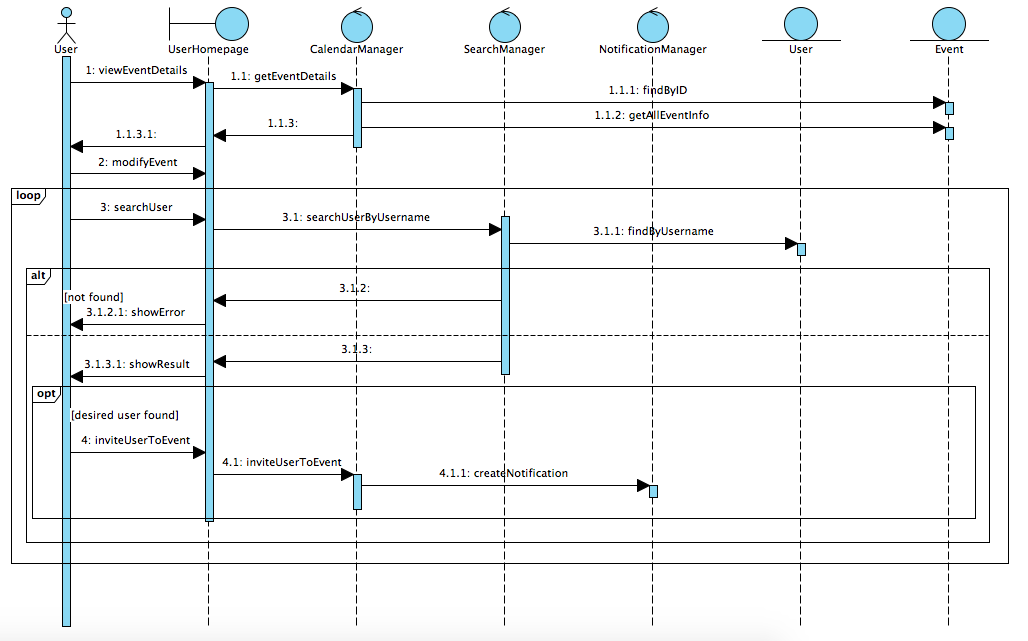 User
UserHomepage
CalendarManager
SearchManager
NotificationManager
User
Event
1: viewEventDetails
1.1: getEventDetails
1.1.1: findByID
1.1.2: getAllEventInfo
1.1.3:
1.1.3.1:
2: modifyEvent
loop
3: searchUser
3.1: searchUserByUsername
3.1.1: findByUsername
alt
[not found]
3.1.2:
3.1.2.1: showError
3.1.3:
3.1.3.1: showResult
opt
[desired user found]
4: inviteUserToEvent
4.1: inviteUserToEvent
4.1.1: createNotification